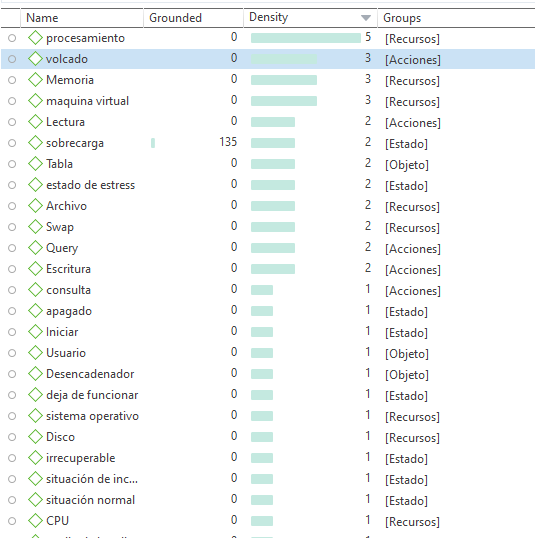 Name Grounded Density Groups
procesamiento 0 5 [Recursos]
volcado 0 3 [Acciones]
Memoria 0 3 [Recursos]
maquina virtual 0 3 [Recursos]
Lectura 0 2 [Acciones]
sobrecarga 135 2 [Estado]
Tabla 0 2 [Objeto]
estado de estress 0 2 [Estado]
Archivo 0 2 [Recursos]
Swap 0 2 [Recursos]
Query 0 2 [Acciones]
Escritura 0 2 [Acciones]
consulta 0 1 [Acciones]
apagado 0 1 [Estado]
Iniciar 0 1 [Estado]
Usuario 0 1 [Objeto]
Desencadenador 0 1 [Objeto]
deja de funcionar 0 1 [Estado]
sistema operativo 0 1 [Recursos]
Disco 0 1 [Recursos]
irrecuperable 0 1 [Estado]
situación de inc... 0 1 [Estado]
situación normal 0 1 [Estado]
CPU 0 1 [Recursos]